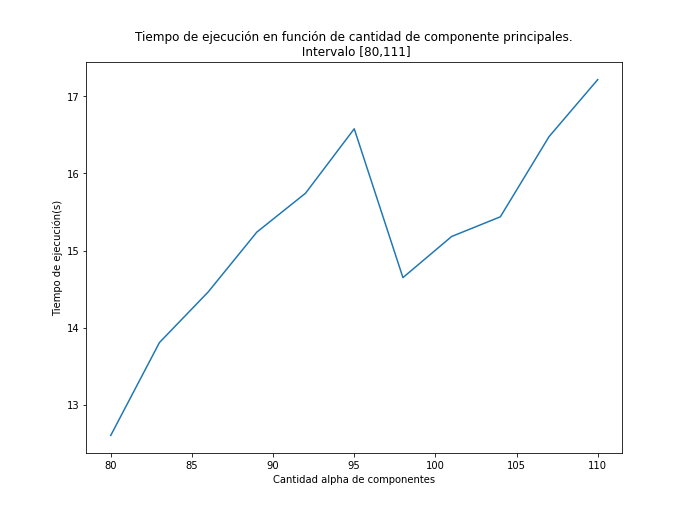 Tiempo de ejecución en función de cantidad de componente principales.
Intervalo [80,111]
17
16
15
14
13
Tiempo de ejecución(s)
80 85 90 95 100 105 110
Cantidad alpha de componentes